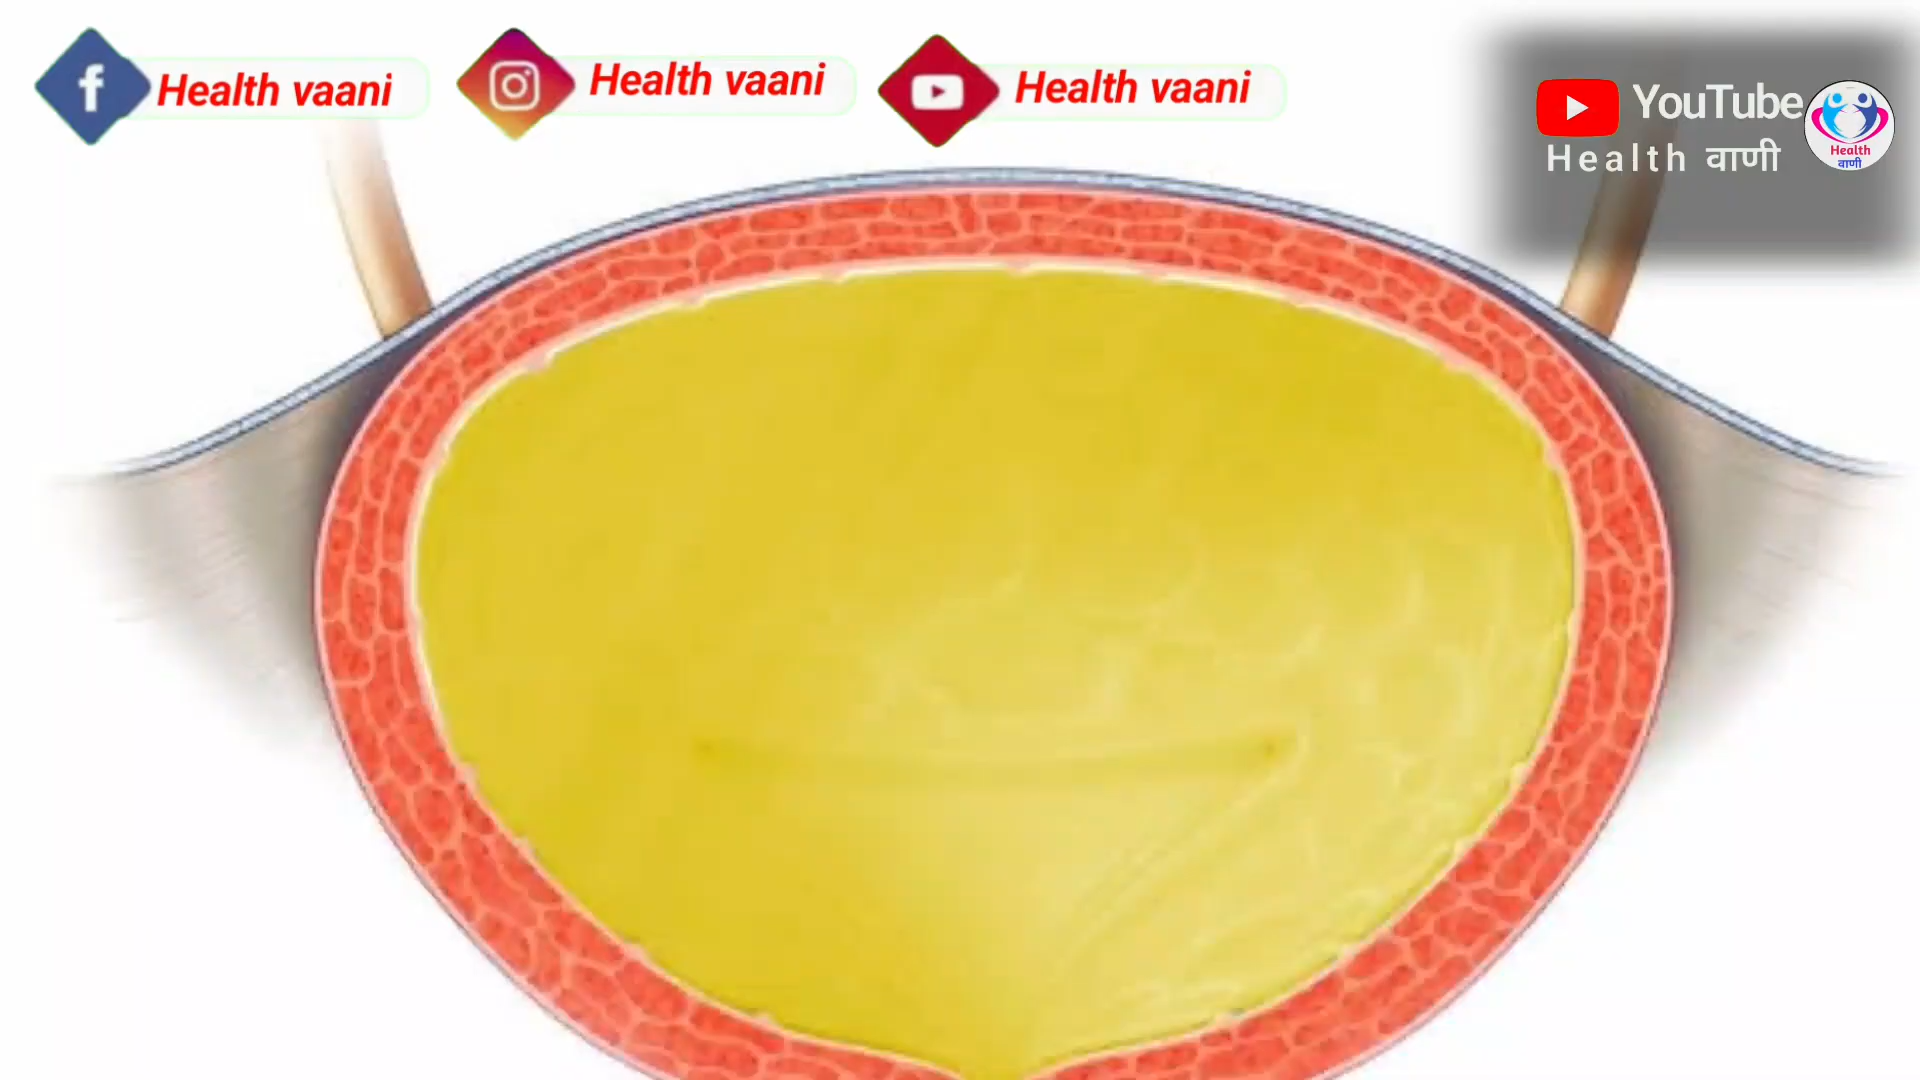 Health vaani
Health vaani
Health vaani
YouTube
Health वाणी
Health
वाणी